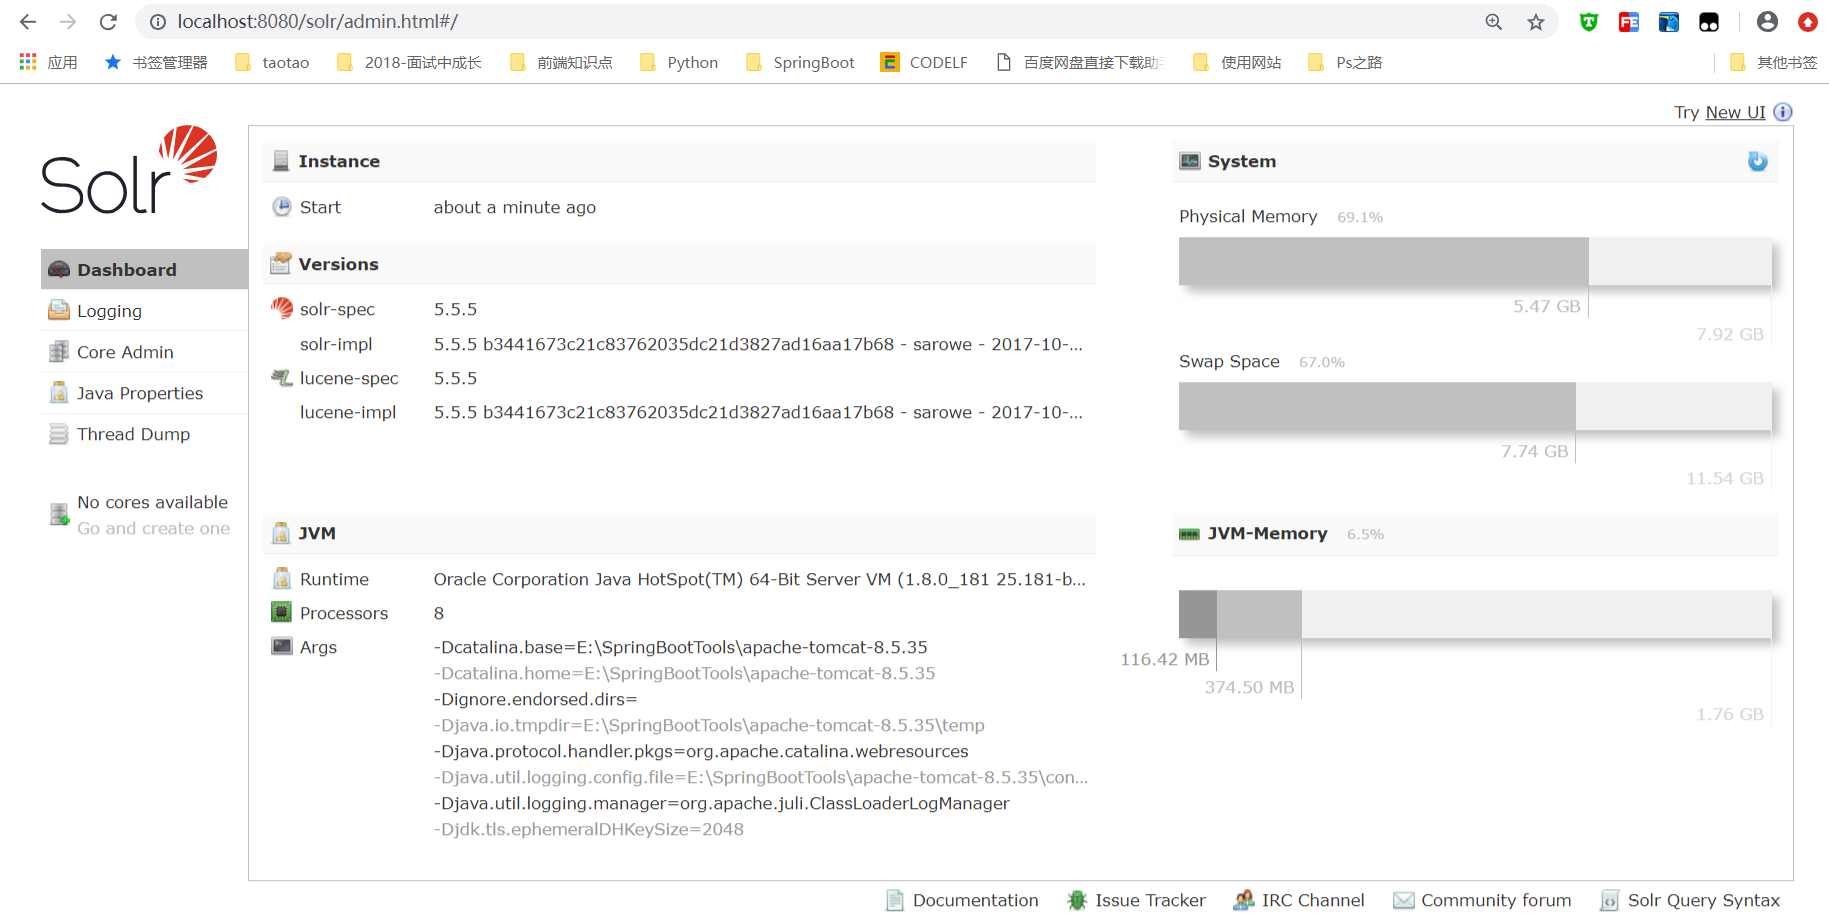 localhost:8080/solr/admin.html#/
应用 书签管理器 taotao 2018-面试中成长 前端知识点 Python SpringBoot CODELF 百度网盘直接下载助 使用网站 Ps之路 其他书签
Try New UI
Solr
Dashboard
Logging
Core Admin
Java Properties
Thread Dump
No cores available
Go and create one
Instance
Start about a minute ago
Versions
solr-spec 5.5.5
solr-impl 5.5.5 b3441673c21c83762035dc21d3827ad16aa17b68 - sarowe - 2017-10-...
lucene-spec 5.5.5
lucene-impl 5.5.5 b3441673c21c83762035dc21d3827ad16aa17b68 - sarowe - 2017-10-...
JVM
Runtime Oracle Corporation Java HotSpot(TM) 64-Bit Server VM (1.8.0_181 25.181-b...
Processors 8
Args -Dcatalina.base=E:\SpringBootTools\apache-tomcat-8.5.35
-Dcatalina.home=E:\SpringBootTools\apache-tomcat-8.5.35
-Dignore.endorsed.dirs=
-Djava.io.tmpdir=E:\SpringBootTools\apache-tomcat-8.5.35\temp
-Djava.protocol.handler.pkgs=org.apache.catalina.webresources
-Djava.util.logging.config.file=E:\SpringBootTools\apache-tomcat-8.5.35\con...
-Djava.util.logging.manager=org.apache.juli.ClassLoaderLogManager
-Djdk.tls.ephemeralDHKeySize=2048
System
Physical Memory 69.1%
5.47 GB
7.92 GB
Swap Space 67.0%
7.74 GB
11.54 GB
JVM-Memory 6.5%
116.42 MB
374.50 MB
1.76 GB
Documentation Issue Tracker IRC Channel Community forum Solr Query Syntax